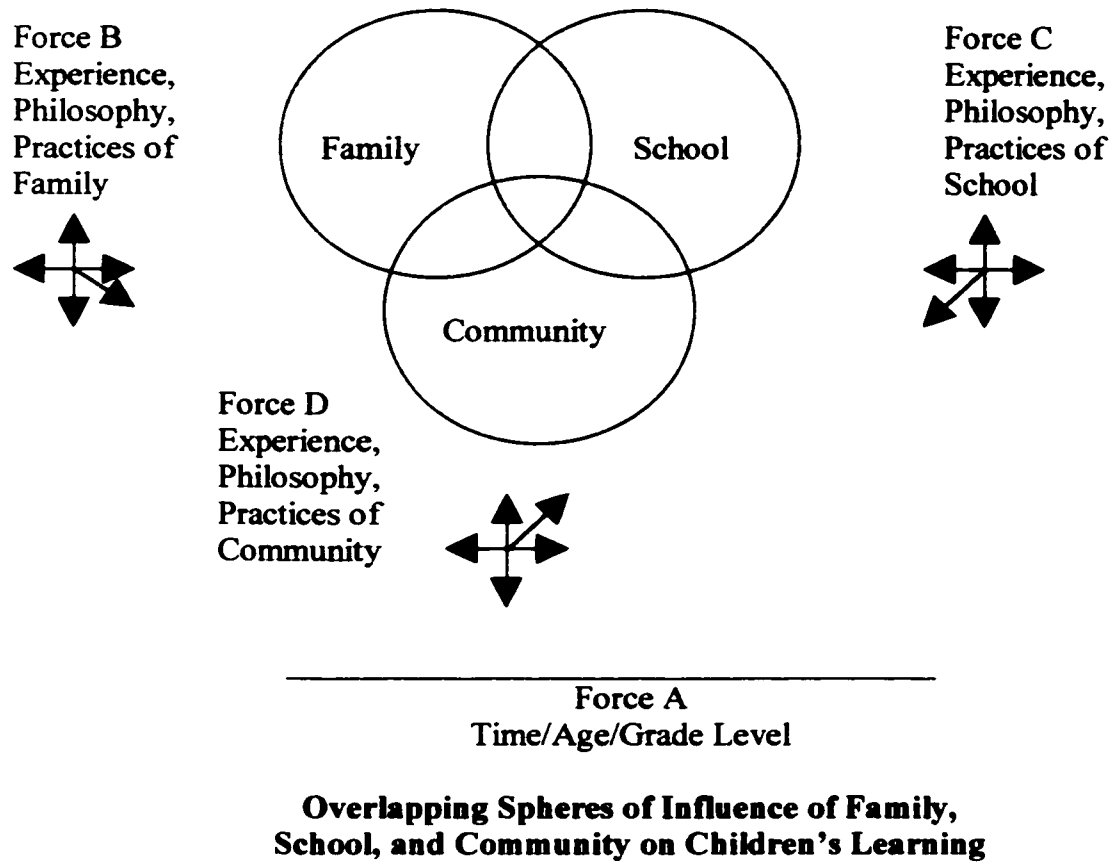 Force B
Experience,
Philosophy,
Practices of
Family
Family
School
Community
Force C
Experience,
Philosophy,
Practices of
School
Force D
Experience,
Philosophy,
Practices of
Community
Force A
Time/Age/Grade Level
Overlapping Spheres of Influence of Family,
School, and Community on Children's Learning